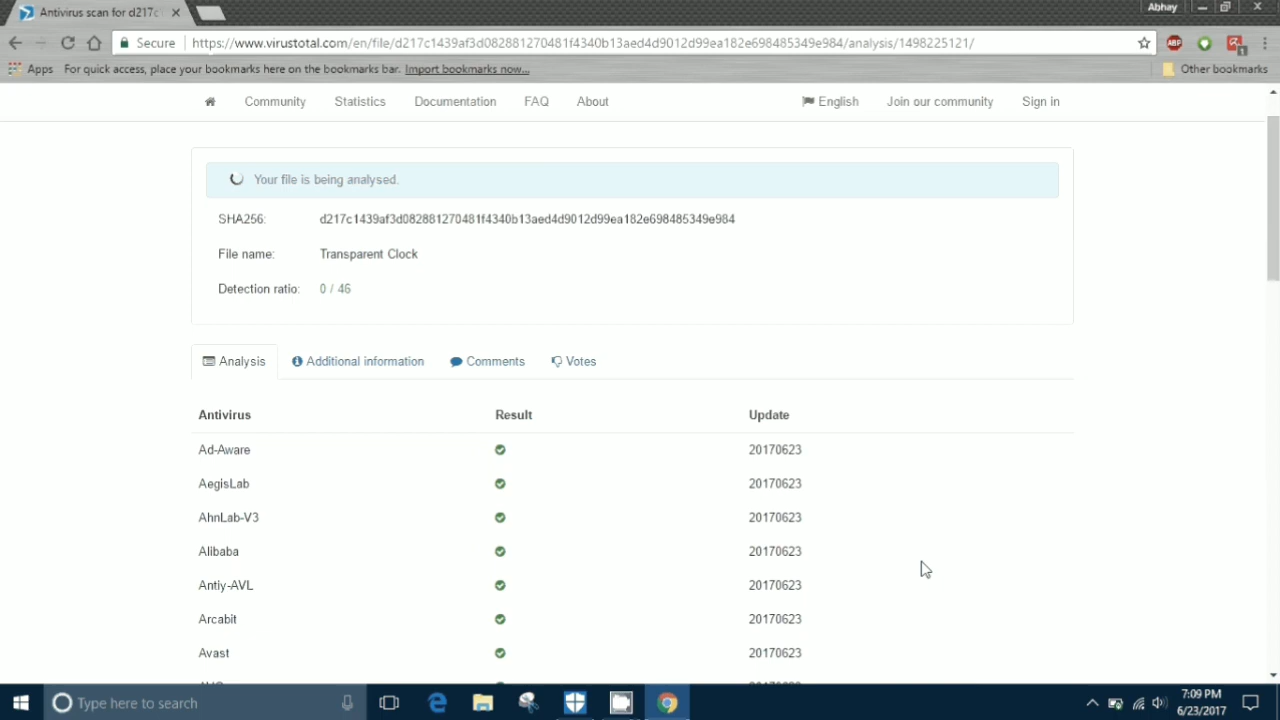 Antivirus scan for d217c
Abhay
Secure
https://www.virustotal.com/en/file/d217c1439af3d082881270481f4340b13aed4d9012d99ea182e698485349e984/analysis/1498225121/
ABP
1
Apps For quick access, place your bookmarks here on the bookmarks bar. Import bookmarks now... Other bookmarks
Community Statistics Documentation FAQ About English Join our community Sign in
Your file is being analysed.
SHA256: d217c1439af3d082881270481f4340b13aed4d9012d99ea182e698485349e984
File name: Transparent Clock
Detection ratio: 0 / 46
Analysis Additional information Comments Votes
Antivirus Result Update
Ad-Aware 20170623
AegisLab 20170623
AhnLab-V3 20170623
Alibaba 20170623
Antiy-AVL 20170623
Arcabit 20170623
Avast 20170623
Type here to search
7:09 PM
6/23/2017